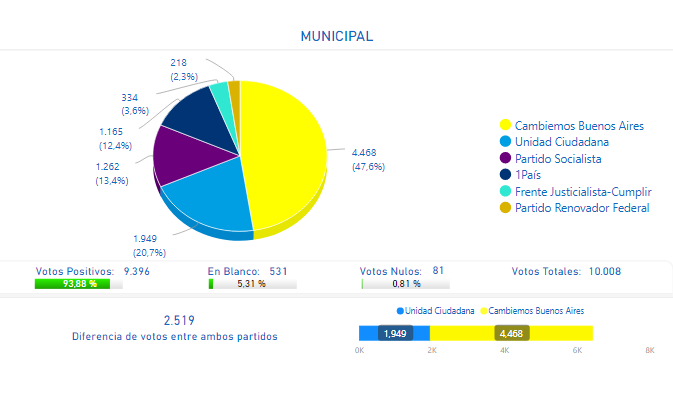 MUNICIPAL
218
(2,3%)
334
(3,6%)
1.165
(12,4%)
1.262
(13,4%)
1.949
(20,7%)
4.468
(47,6%)
Cambiemos Buenos Aires
Unidad Ciudadana
Partido Socialista
1País
Frente Justicialista-Cumplir
Partido Renovador Federal
Votos Positivos: 9.396
93,88 %
En Blanco: 531
5,31 %
Votos Nulos: 81
0,81 %
Votos Totales: 10.008
2.519
Diferencia de votos entre ambos partidos
Unidad Ciudadana Cambiemos Buenos Aires
1,949 4,468
0K 2K 4K 6K 8K